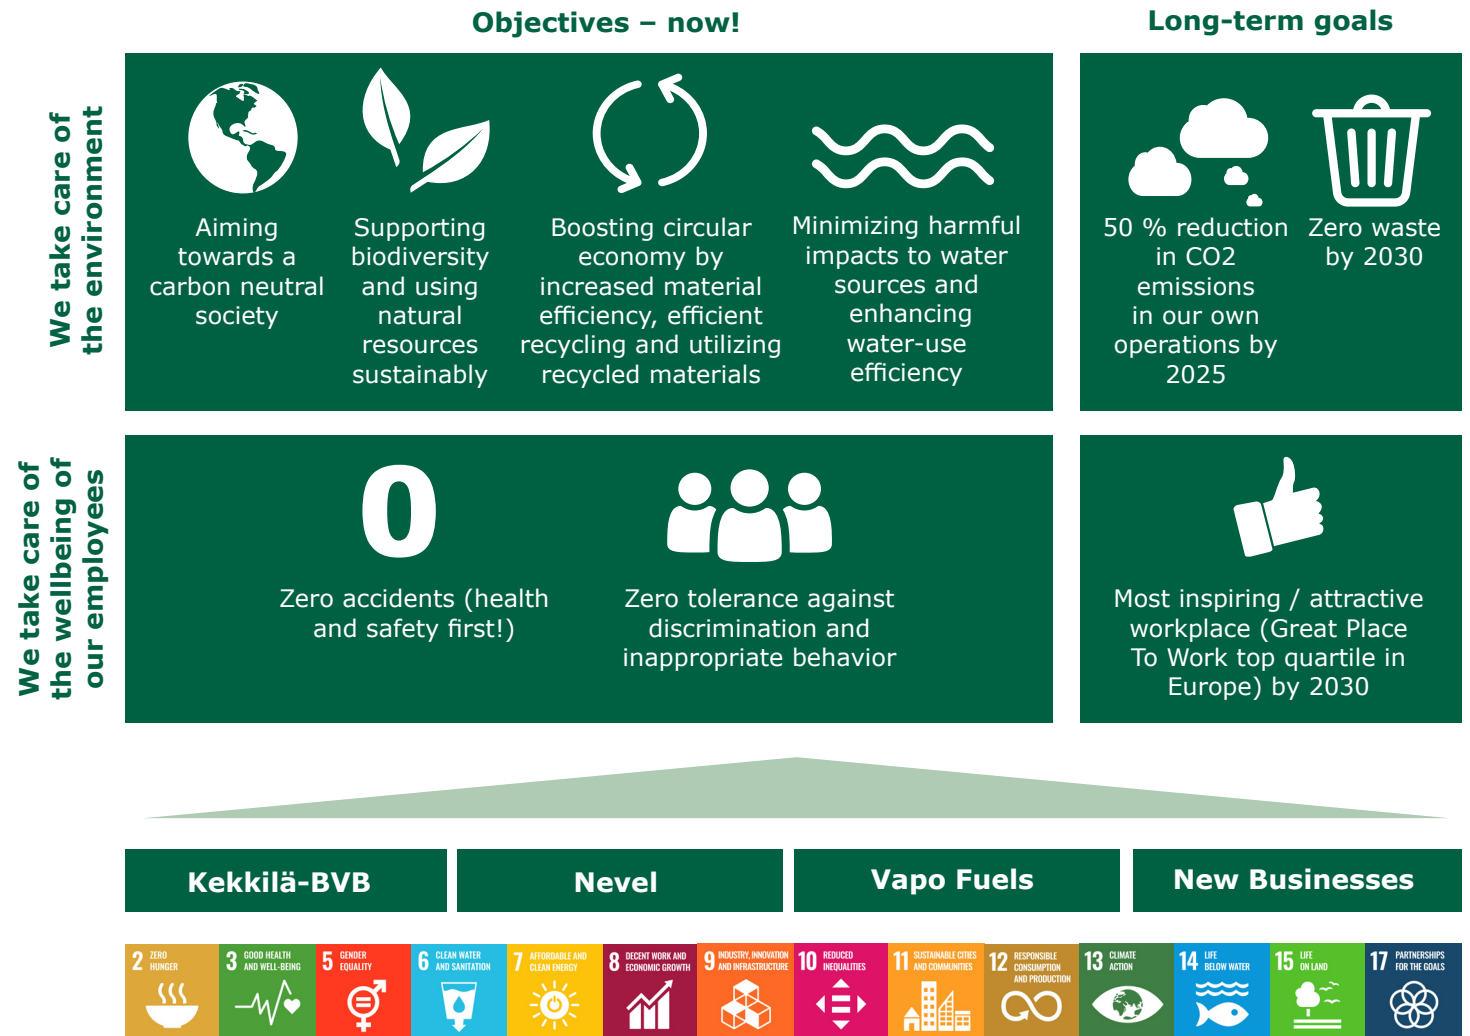 Objectives – now!
Long-term goals
We take care of
the environment
Aiming
towards a
carbon neutral
society
Supporting
biodiversity
and using
natural
resources
sustainably
Boosting circular
economy by
increased material
efficiency, efficient
recycling and utilizing
recycled materials
Minimizing harmful
impacts to water
sources and
enhancing
water-use
efficiency
50 % reduction
in CO2
emissions
in our own
operations by
2025
Zero waste
by 2030
We take care of
the wellbeing of
our employees
0
Zero accidents (health
and safety first!)
Zero tolerance against
discrimination and
inappropriate behavior
Most inspiring / attractive
workplace (Great Place
To Work top quartile in
Europe) by 2030
Kekkilä-BVB
Nevel
Vapo Fuels
New Businesses
2 ZERO
HUNGER
3 GOOD HEALTH
AND WELL-BEING
5 GENDER
EQUALITY
6 CLEAN WATER
AND SANITATION
7 AFFORDABLE AND
CLEAN ENERGY
8 DECENT WORK AND
ECONOMIC GROWTH
9 INDUSTRY, INNOVATION
AND INFRASTRUCTURE
10 REDUCED
INEQUALITIES
11 SUSTAINABLE CITIES
AND COMMUNITIES
12 RESPONSIBLE
CONSUMPTION
AND PRODUCTION
13 CLIMATE
ACTION
14 LIFE
BELOW WATER
15 LIFE
ON LAND
17 PARTNERSHIPS
FOR THE GOALS